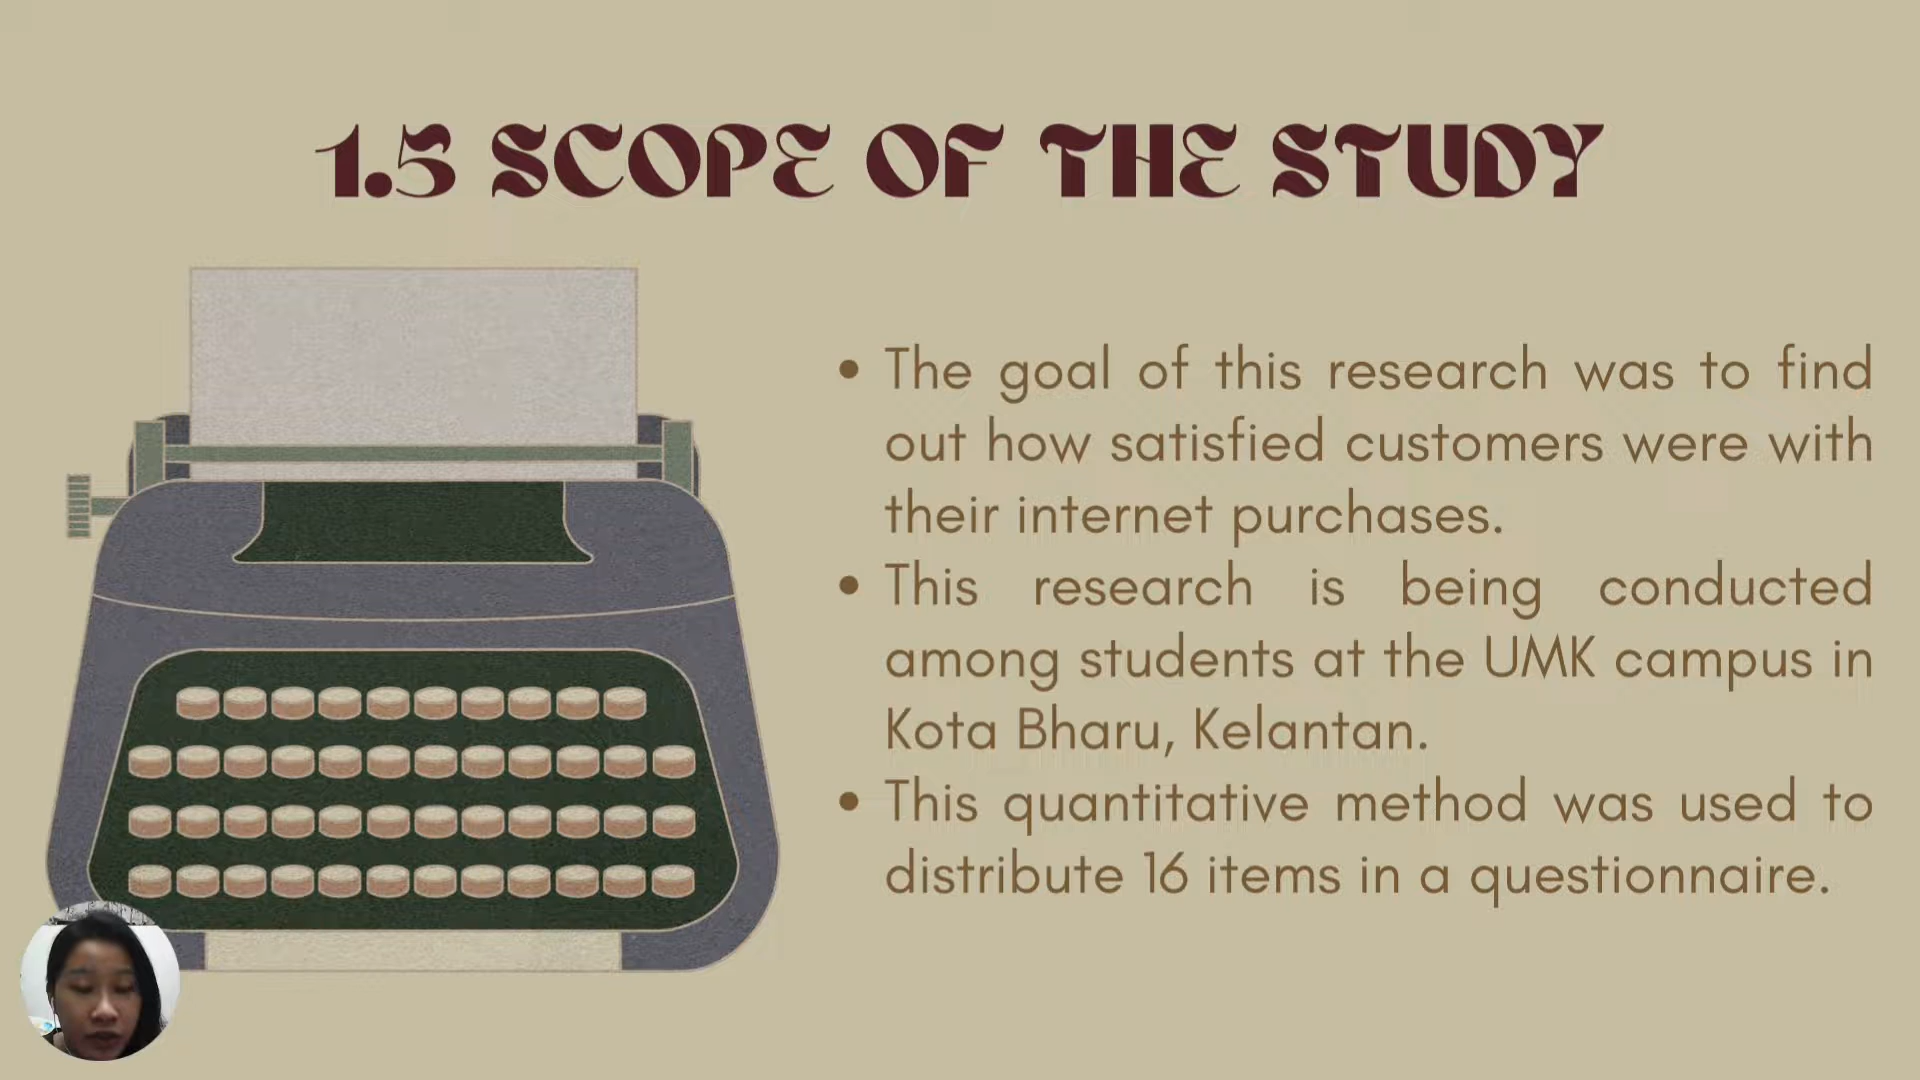 1.5 SCOPE OF THE STUDY
• The goal of this research was to find
out how satisfied customers were with
their internet purchases.
• This research is being conducted
among students at the UMK campus in
Kota Bharu, Kelantan.
• This quantitative method was used to
distribute 16 items in a questionnaire.